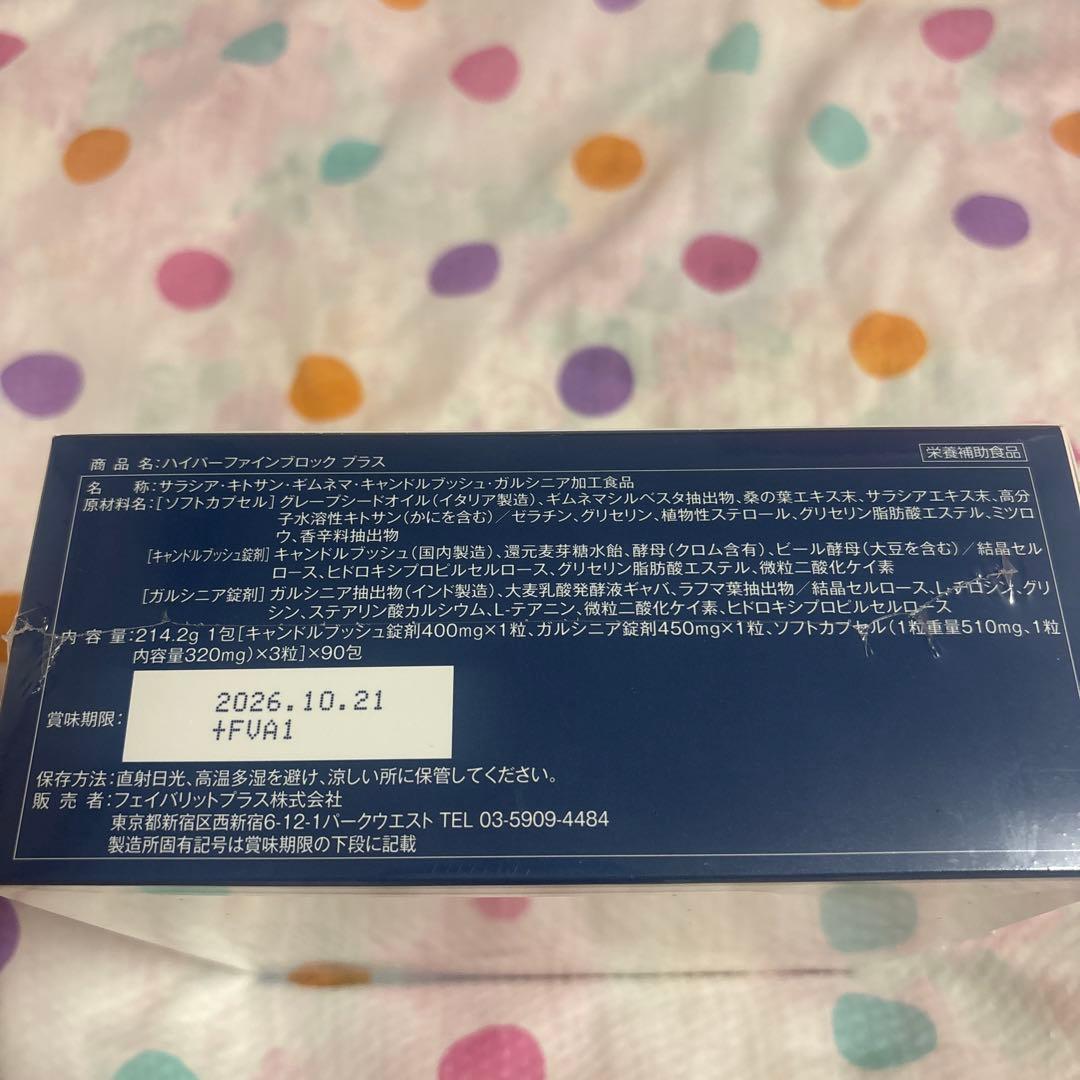 商品名:ハイパーファインブロック プラス
栄養補助食品
名 称:サラシア・キトサン・ギムネマ・キャンドルブッシュ・ガルシニア加工食品
原材料名:[ソフトカプセル]グレープシードオイル(イタリア製造)、ギムネマシルベスタ抽出物、桑の葉エキス末、サラシアエキス末、高分
子水溶性キトサン(かにを含む)/ゼラチン、グリセリン、植物性ステロール、グリセリン脂肪酸エステル、ミツロ
ウ、香辛料抽出物
[キャンドルブッシュ錠剤]キャンドルブッシュ(国内製造)、還元麦芽糖水飴、酵母(クロム含有)、ビール酵母(大豆を含む)/結晶セル
ロース、ヒドロキシプロピルセルロース、グリセリン脂肪酸エステル、微粒二酸化ケイ素
[ガルシニア錠剤]ガルシニア抽出物(インド製造)、大麦乳酸発酵液ギャバ、ラフマ葉抽出物/結晶セルロース、L-チロシン、グリ
シン、ステアリン酸カルシウム、L-テアニン、微粒二酸化ケイ素、ヒドロキシプロピルセルロース
内容量:214.2g 1包[キャンドルブッシュ錠剤400mg×1粒、ガルシニア錠剤450mg×1粒、ソフトカプセル(1粒重量510mg、1粒
内容量320mg)×3粒]×90包
賞味期限:
2026.10.21
+FVA1
保存方法:直射日光、高温多湿を避け、涼しい所に保管してください。
販売者:フェイバリットプラス株式会社
東京都新宿区西新宿6-12-1パークウエスト TEL 03-5909-4484
製造所固有記号は賞味期限の下段に記載